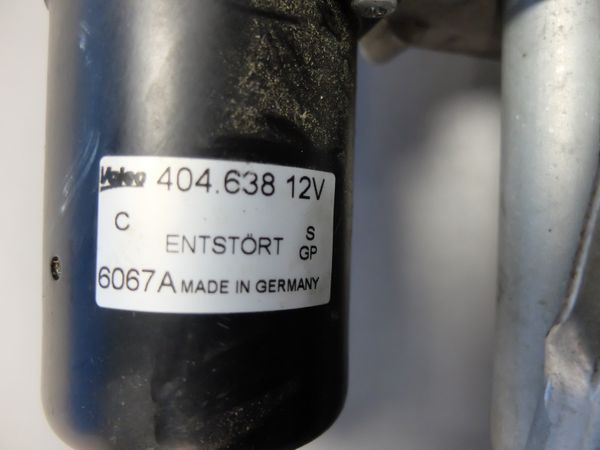 Valeo 404.638 12V
C ENTSTÖRT S
GP
6067A MADE IN GERMANY